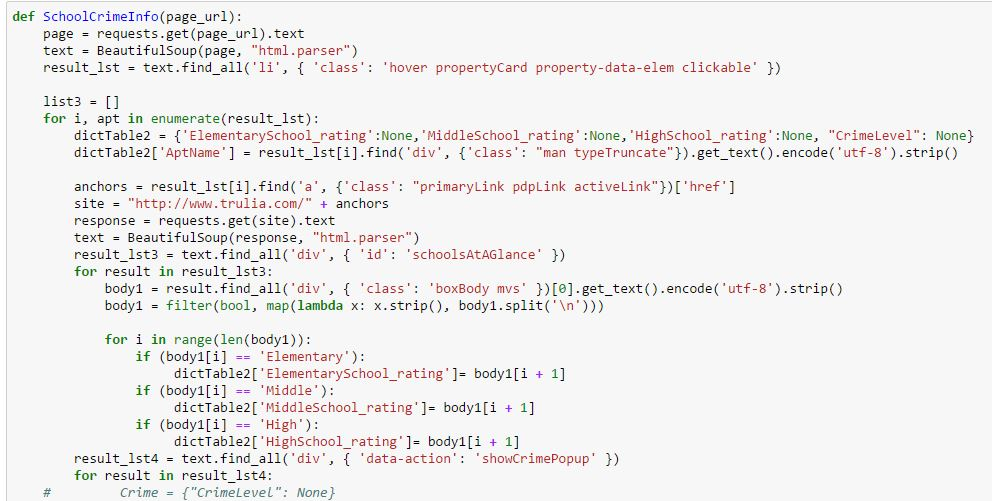 def SchoolCrimeInfo(page_url):
    page = requests.get(page_url).text
    text = BeautifulSoup(page, "html.parser")
    result_lst = text.find_all('li', { 'class': 'hover propertyCard property-data-elem clickable' })

    list3 = []
    for i, apt in enumerate(result_lst):
        dictTable2 = {'ElementarySchool_rating':None,'MiddleSchool_rating':None,'HighSchool_rating':None, "CrimeLevel": None}
        dictTable2['AptName'] = result_lst[i].find('div', {'class': "man typeTruncate"}).get_text().encode('utf-8').strip()

        anchors = result_lst[i].find('a', {'class': "primaryLink pdpLink activeLink"})['href']
        site = "http://www.trulia.com/" + anchors
        response = requests.get(site).text
        text = BeautifulSoup(response, "html.parser")
        result_lst3 = text.find_all('div', { 'id': 'schoolsAtAGlance' })
        for result in result_lst3:
            body1 = result.find_all('div', { 'class': 'boxBody mvs' })[0].get_text().encode('utf-8').strip()
            body1 = filter(bool, map(lambda x: x.strip(), body1.split('\n')))

            for i in range(len(body1)):
                if (body1[i] == 'Elementary'):
                     dictTable2['ElementarySchool_rating']= body1[i + 1]
                if (body1[i] == 'Middle'):
                     dictTable2['MiddleSchool_rating']= body1[i + 1]
                if (body1[i] == 'High'):
                     dictTable2['HighSchool_rating']= body1[i + 1]
        result_lst4 = text.find_all('div', { 'data-action': 'showCrimePopup' })
        for result in result_lst4:
    #         Crime = {"CrimeLevel": None}